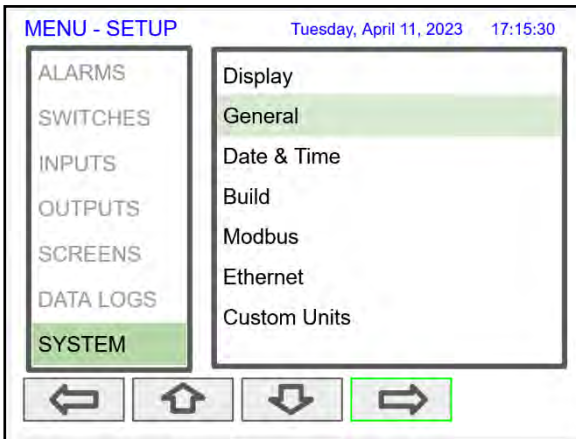 MENU - SETUP Tuesday, April 11, 2023 17:15:30
ALARMS
SWITCHES
INPUTS
OUTPUTS
SCREENS
DATA LOGS
SYSTEM
Display
General
Date & Time
Build
Modbus
Ethernet
Custom Units